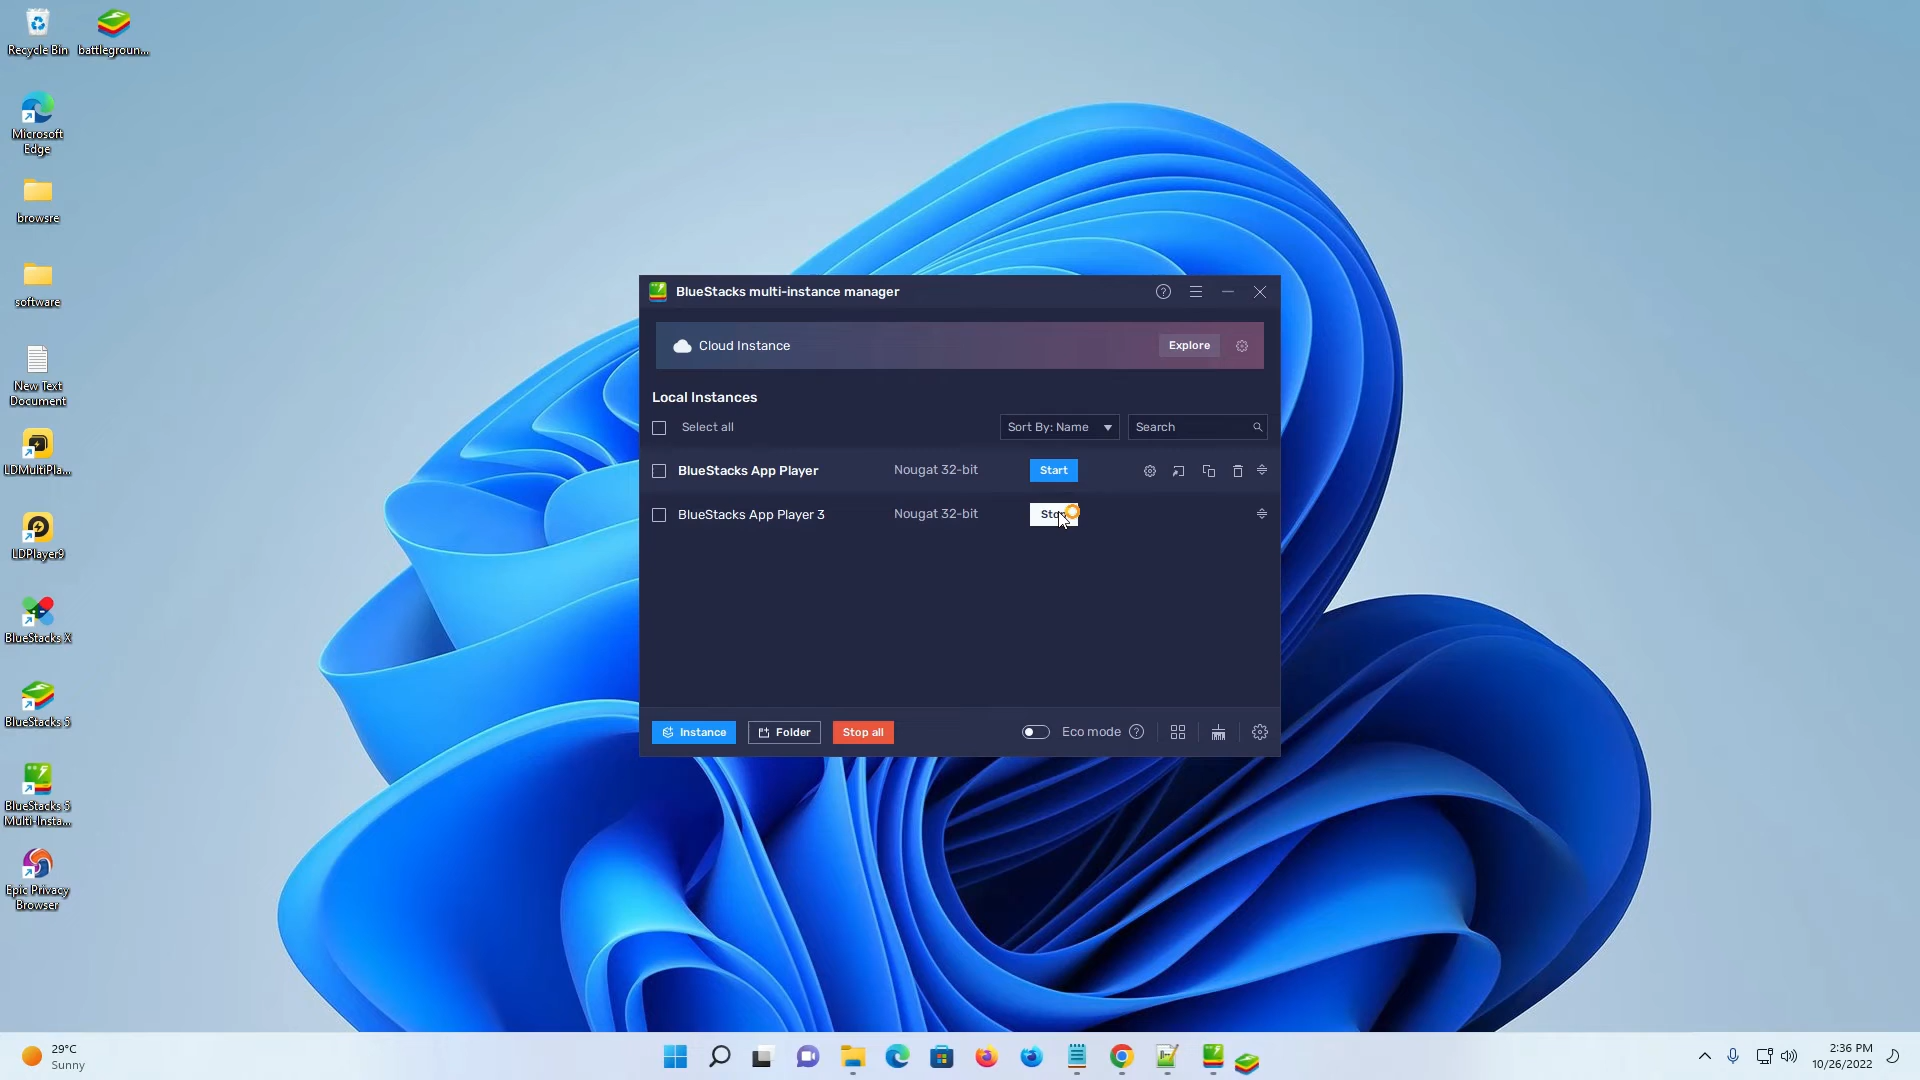 Recycle Bin
battlegroun...
Microsoft
Edge
browsre
software
New Text
Document
LDMultiPla...
LDPlayer9
BlueStacks X
BlueStacks 5
BlueStacks 5
Multi-Insta...
Epic Privacy
Browser
BlueStacks multi-instance manager
Cloud Instance
Explore
Local Instances
Select all
Sort By: Name
Search
BlueStacks App Player
Nougat 32-bit
Start
BlueStacks App Player 3
Nougat 32-bit
Instance
Folder
Stop all
Eco mode
29°C
Sunny
2:36 PM
10/26/2022